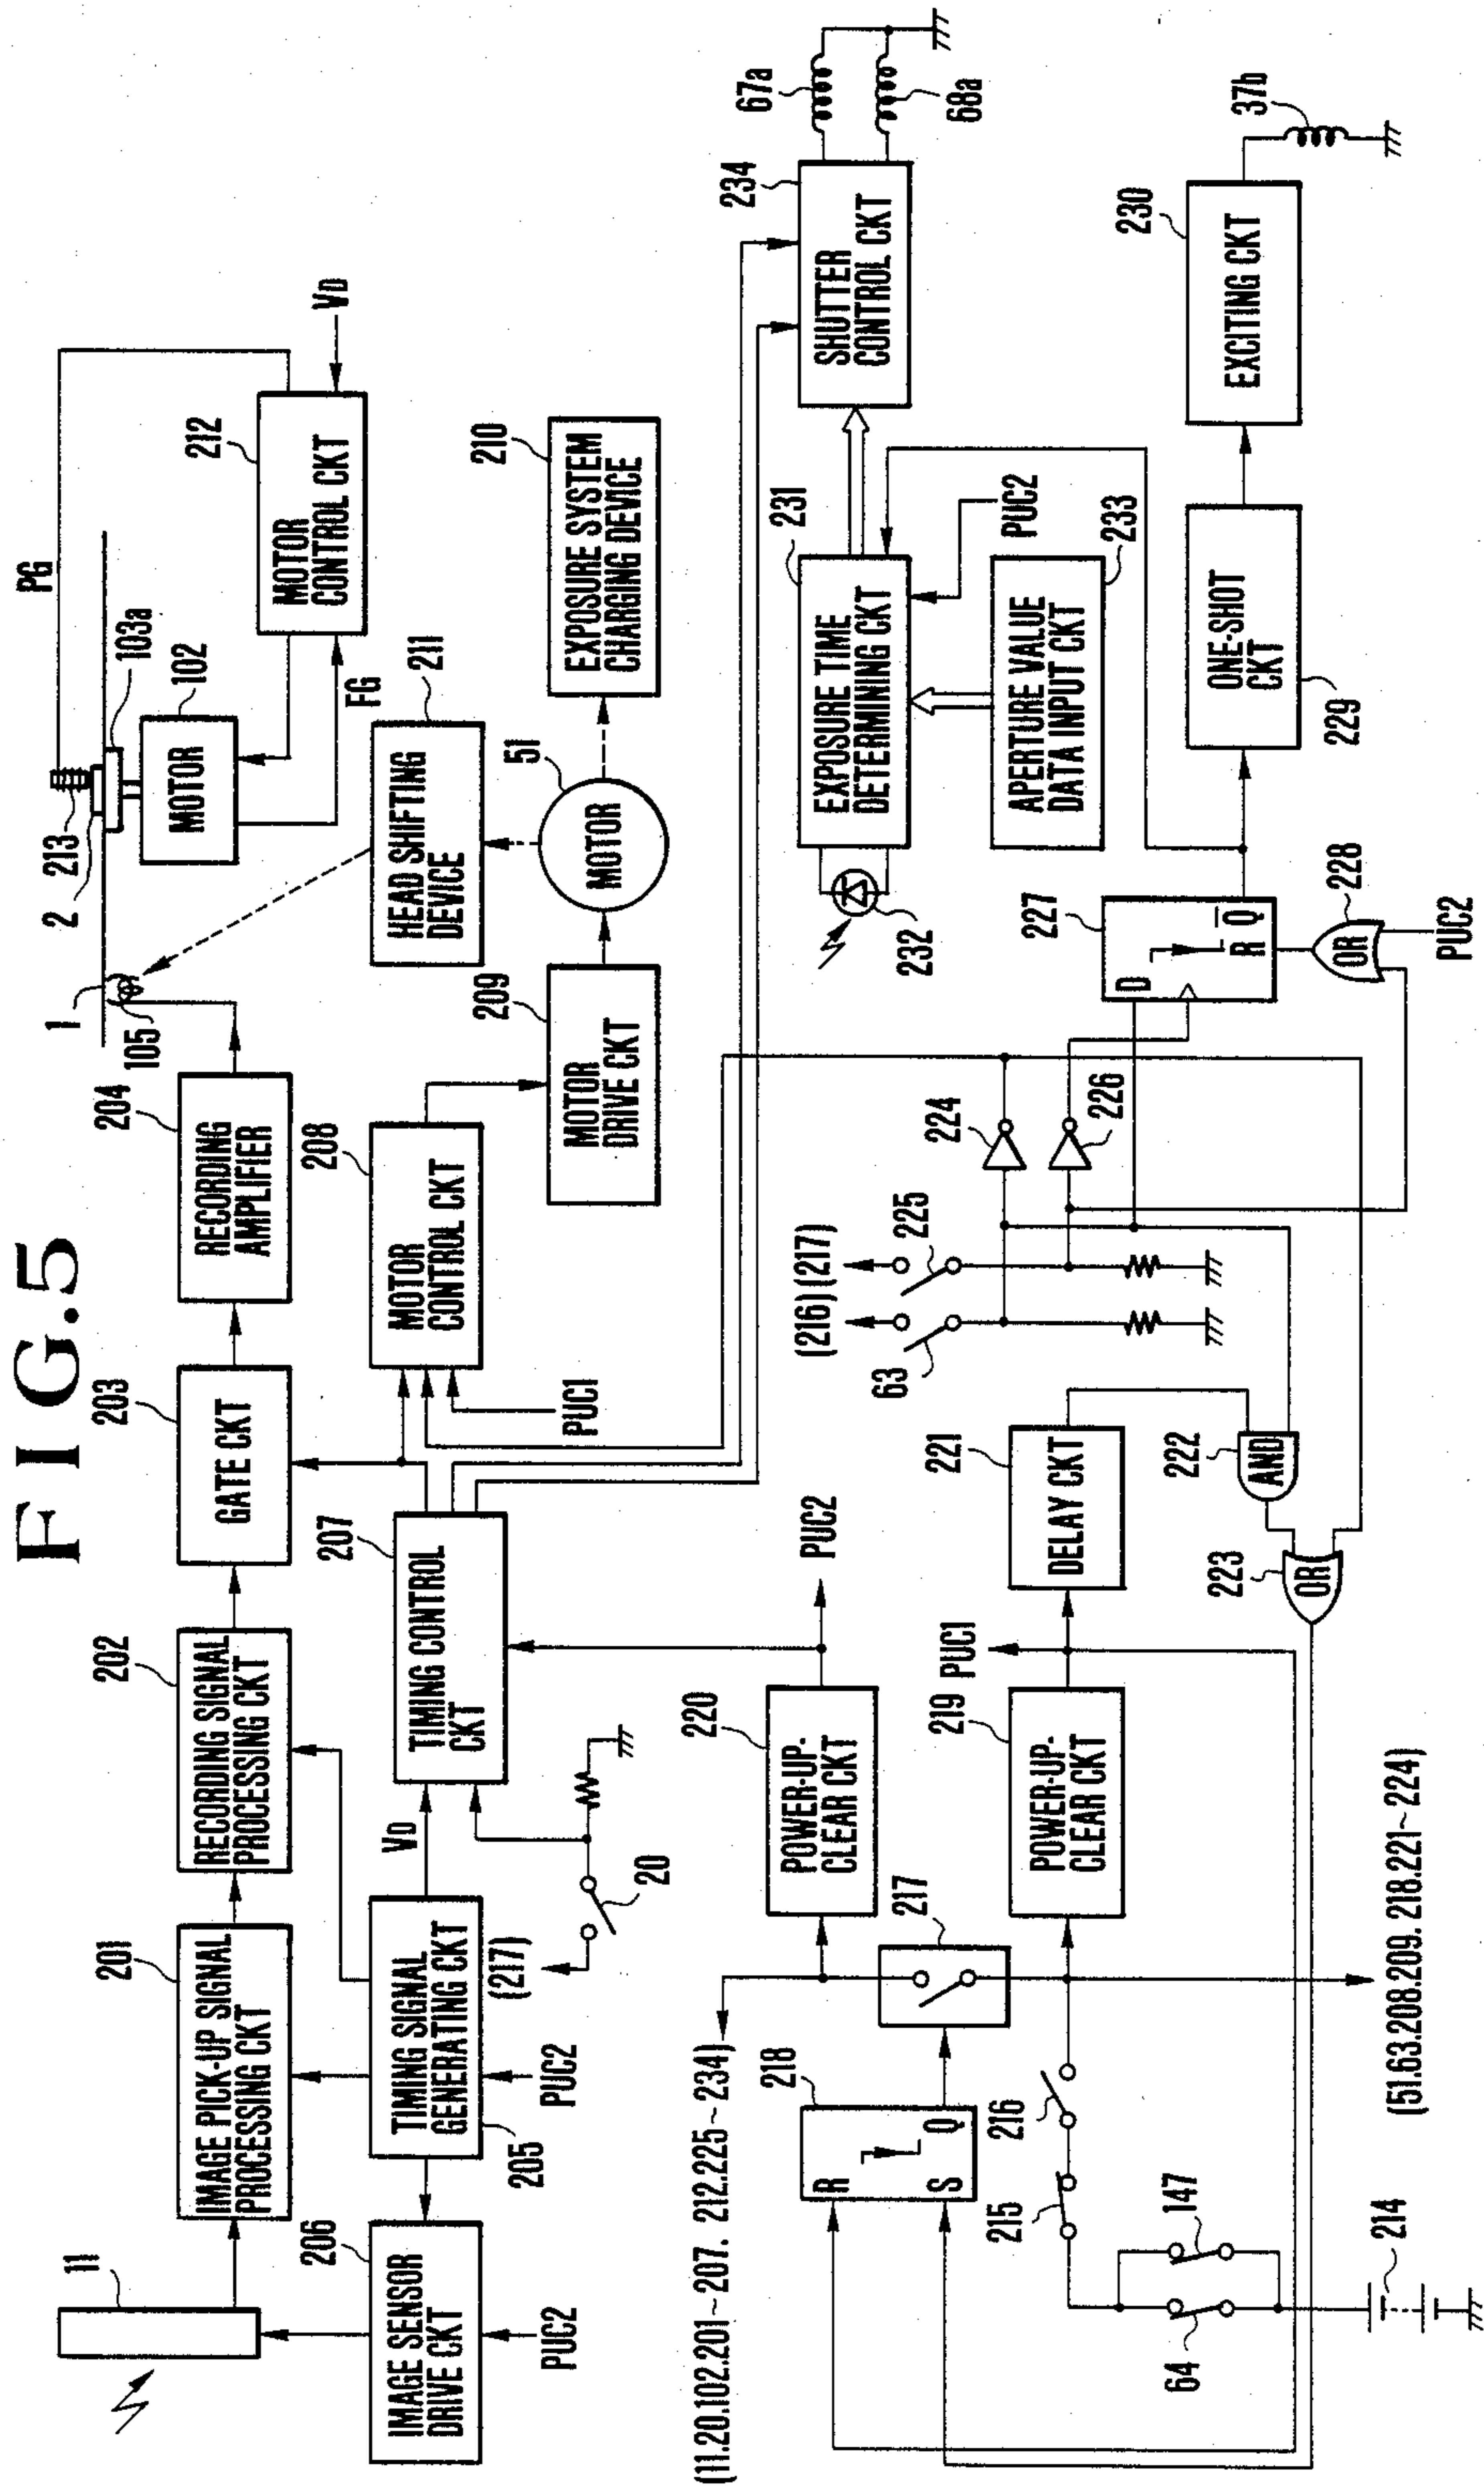 FIG.5
11
201
IMAGE PICK-UP SIGNAL
PROCESSING CKT
202
RECORDING SIGNAL
PROCESSING CKT
203
GATE CKT
204
RECORDING
AMPLIFIER
1
105
2
213
103a
PG
102
MOTOR
212
MOTOR
CONTROL CKT
VD
FG
206
IMAGE SENSOR
DRIVE CKT
PUC2
205
TIMING SIGNAL
GENERATING CKT
PUC2
VD
(217)
20
207
TIMING CONTROL
CKT
208
MOTOR
CONTROL CKT
PUC1
209
MOTOR
DRIVE CKT
51
MOTOR
211
HEAD SHIFTING
DEVICE
210
EXPOSURE SYSTEM
CHARGING DEVICE
(11.20.102.201~207. 212.225~234)
220
POWER-UP-
CLEAR CKT
PUC2
217
218
R
S
Q
219
POWER-UP-
CLEAR CKT
PUC1
221
DELAY CKT
222
AND
223
OR
215
216
64
147
214
(51.63.208.209. 218.221~224)
(216)
(217)
63
225
224
226
227
D
R
Q
228
OR
PUC2
232
231
EXPOSURE TIME
DETERMINING CKT
PUC2
233
APERTURE VALUE
DATA INPUT CKT
234
SHUTTER
CONTROL CKT
67a
68a
229
ONE-SHOT
CKT
230
EXCITING CKT
37b